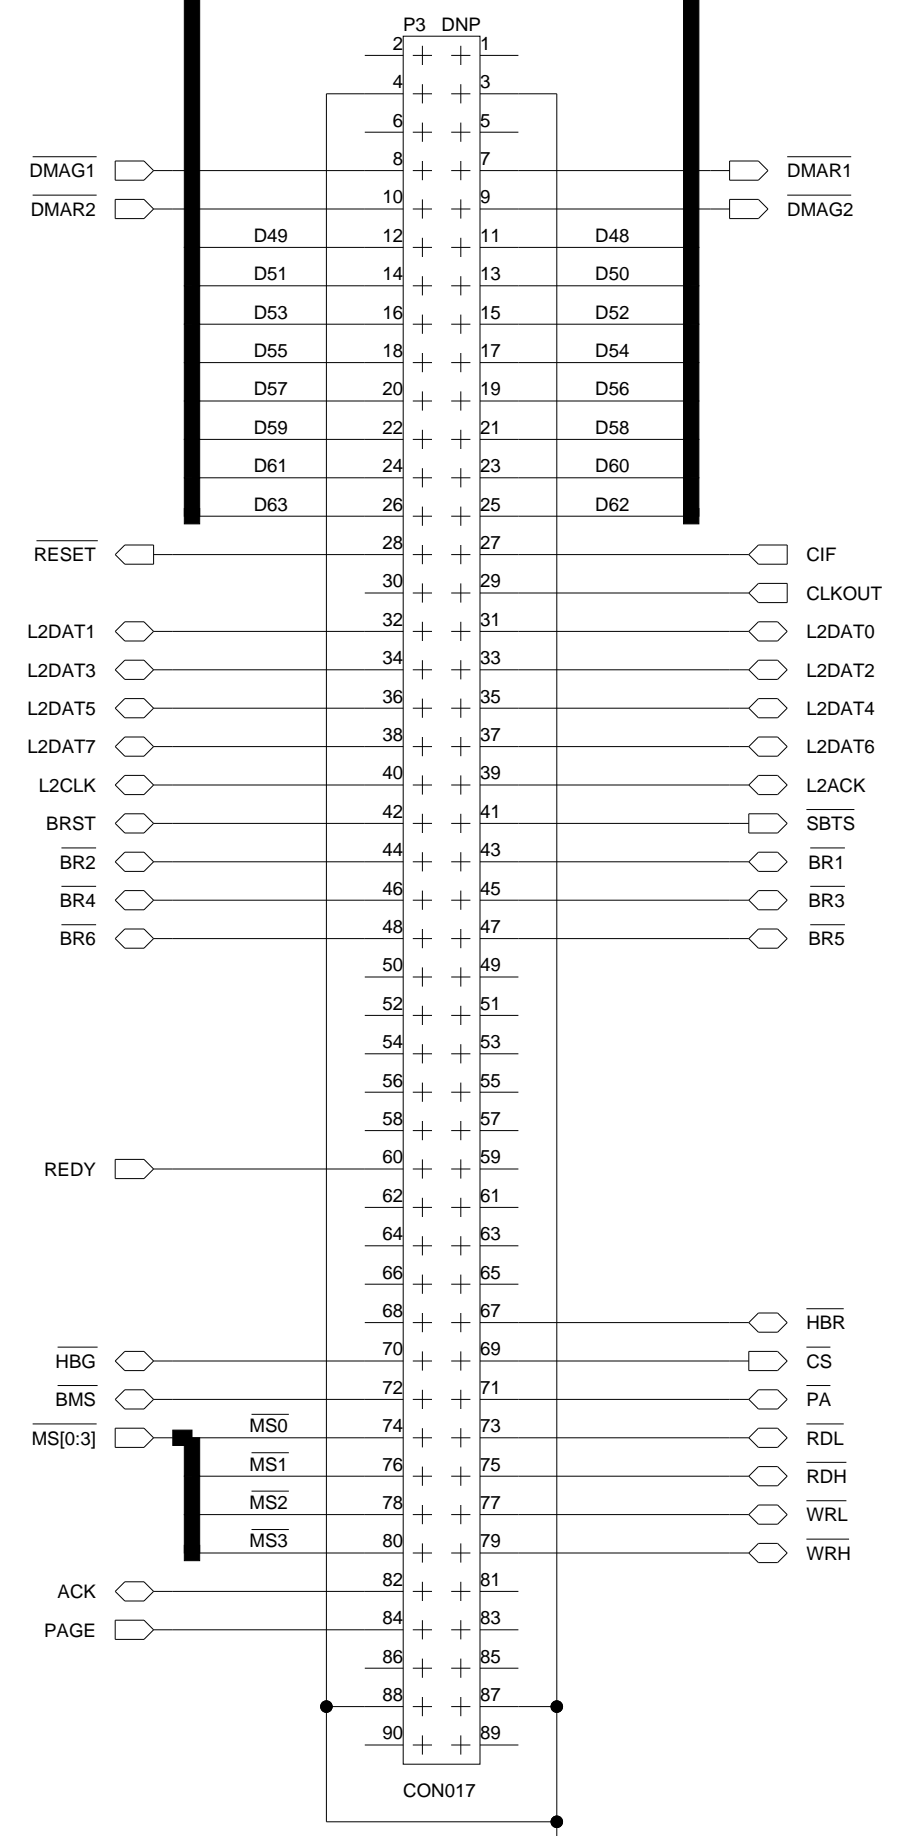 P3 DNP
2 1
4 3
6 5
DMAG1 8 7 DMAR1
DMAR2 10 9 DMAG2
D49 12 11 D48
D51 14 13 D50
D53 16 15 D52
D55 18 17 D54
D57 20 19 D56
D59 22 21 D58
D61 24 23 D60
D63 26 25 D62
RESET 28 27 CIF
30 29 CLKOUT
L2DAT1 32 31 L2DAT0
L2DAT3 34 33 L2DAT2
L2DAT5 36 35 L2DAT4
L2DAT7 38 37 L2DAT6
L2CLK 40 39 L2ACK
BRST 42 41 SBTS
BR2 44 43 BR1
BR4 46 45 BR3
BR6 48 47 BR5
50 49
52 51
54 53
56 55
58 57
REDY 60 59
62 61
64 63
66 65
68 67 HBR
HBG 70 69 CS
BMS 72 71 PA
MS[0:3] MS0 74 73 RDL
MS1 76 75 RDH
MS2 78 77 WRL
MS3 80 79 WRH
ACK 82 81
PAGE 84 83
86 85
88 87
90 89
CON017